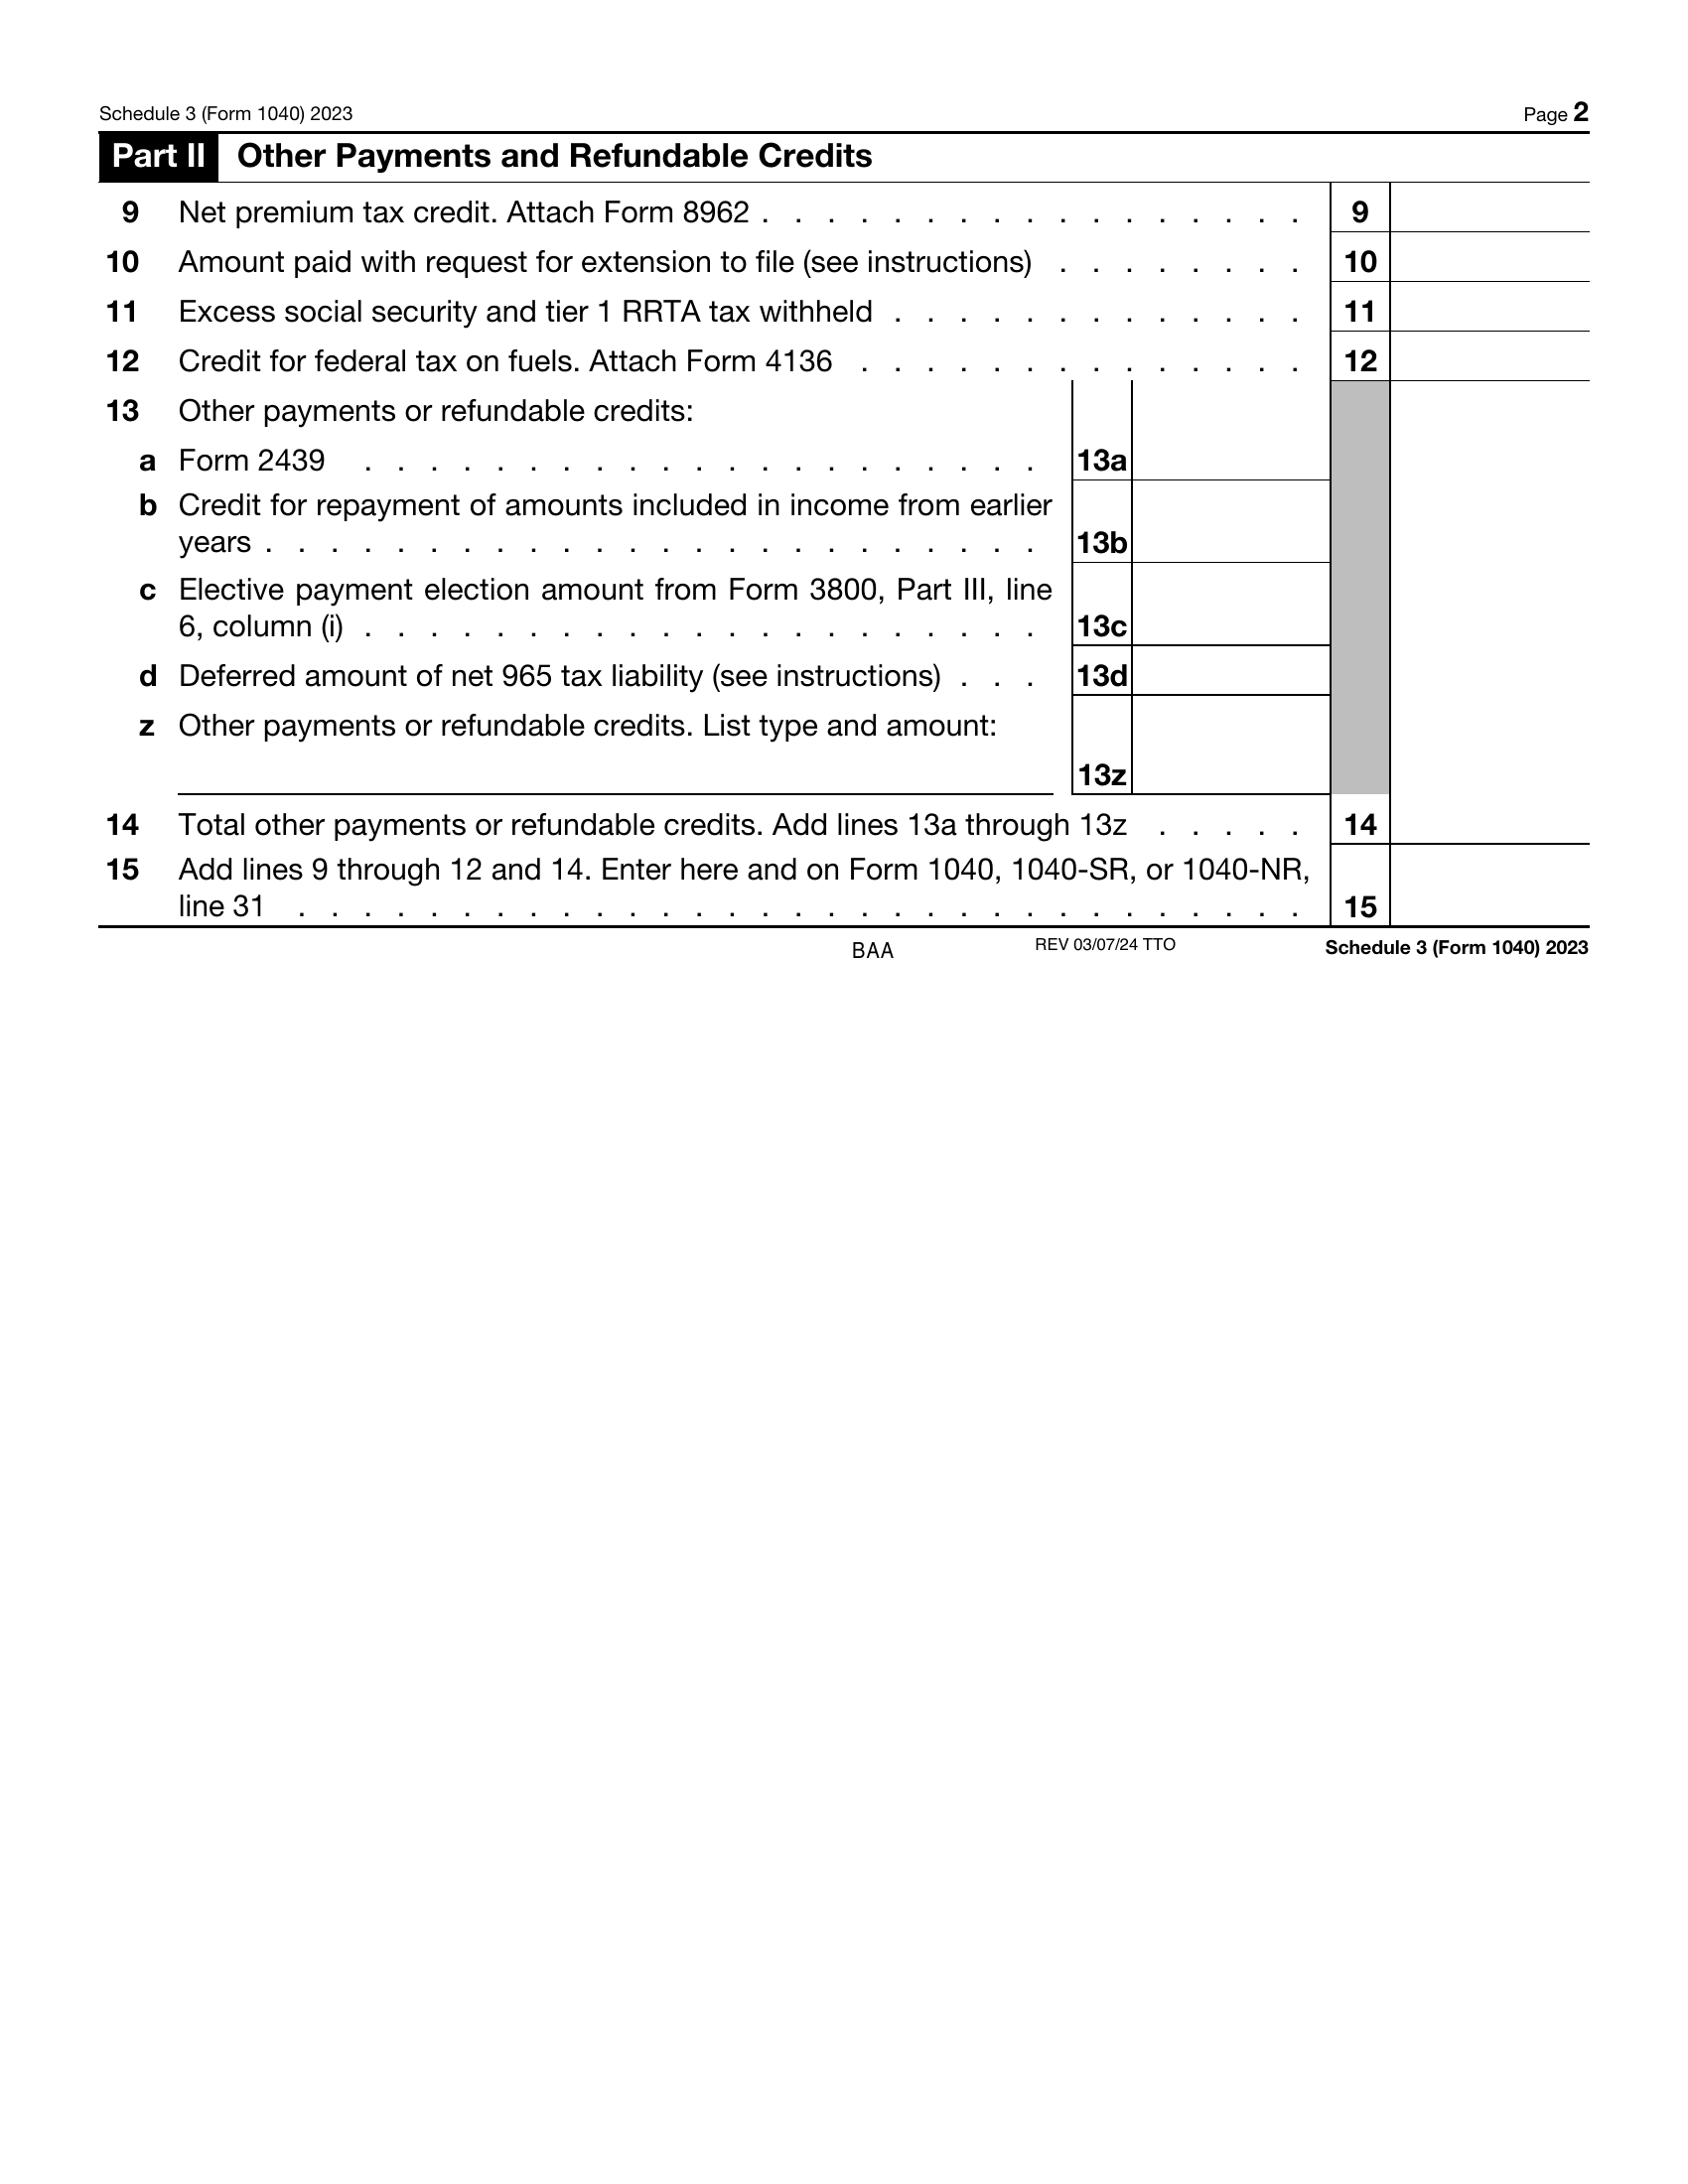 Schedule 3 (Form 1040) 2023 Page 2
Part II Other Payments and Refundable Credits
9 Net premium tax credit. Attach Form 8962 . . . . . . . . . . . . . . . . . 9
10 Amount paid with request for extension to file (see instructions) . . . . . . . . 10
11 Excess social security and tier 1 RRTA tax withheld . . . . . . . . . . . . . 11
12 Credit for federal tax on fuels. Attach Form 4136 . . . . . . . . . . . . . . 12
13 Other payments or refundable credits:
a Form 2439 . . . . . . . . . . . . . . . . . . . . . 13a
b Credit for repayment of amounts included in income from earlier
years . . . . . . . . . . . . . . . . . . . . . . . . 13b
c Elective payment election amount from Form 3800, Part III, line
6, column (i) . . . . . . . . . . . . . . . . . . . . . 13c
d Deferred amount of net 965 tax liability (see instructions) . . . 13d
z Other payments or refundable credits. List type and amount:
13z
14 Total other payments or refundable credits. Add lines 13a through 13z . . . . . 14
15 Add lines 9 through 12 and 14. Enter here and on Form 1040, 1040-SR, or 1040-NR,
line 31 . . . . . . . . . . . . . . . . . . . . . . . . . . . . . . . 15
BAA REV 03/07/24 TTO Schedule 3 (Form 1040) 2023